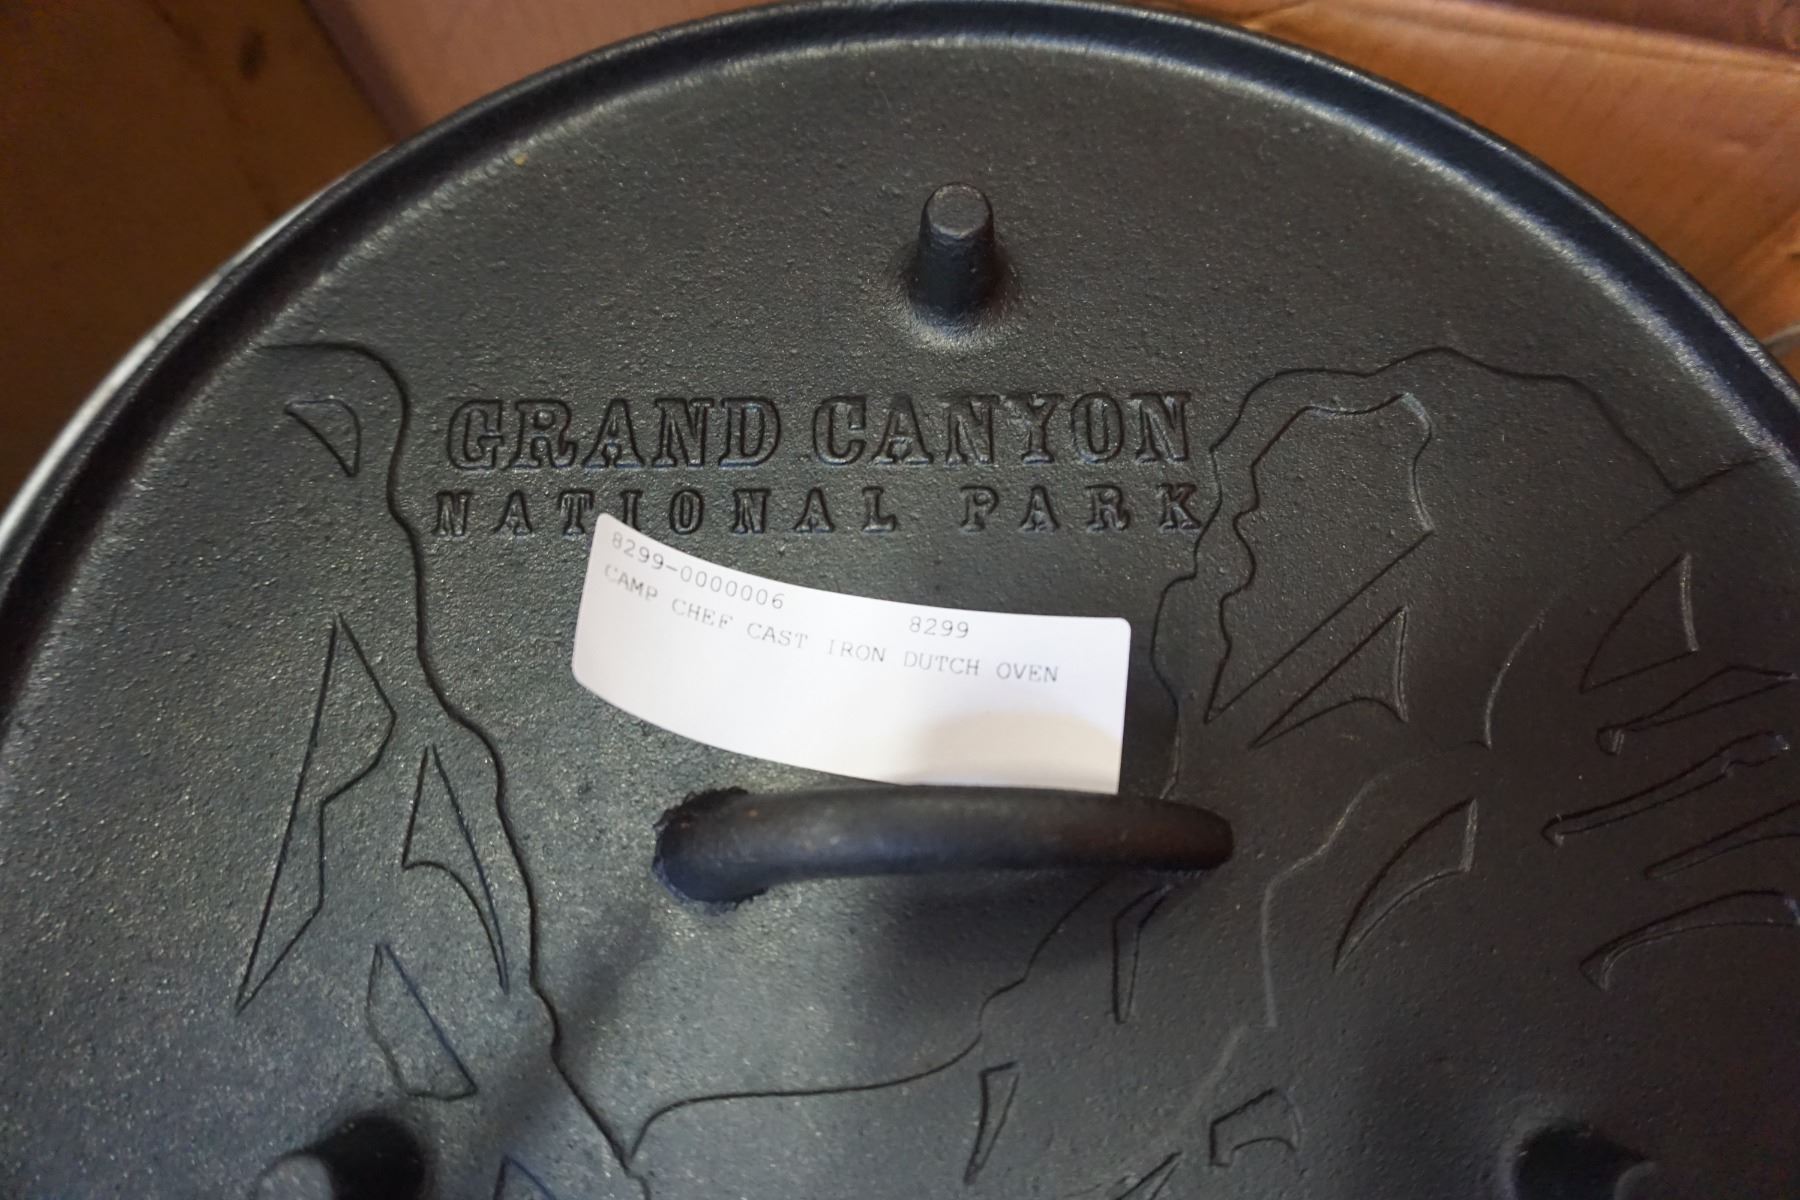 GRAND CANYON
NATIONAL PARK
8299-0000006 8299
CAMP CHEF CAST IRON DUTCH OVEN